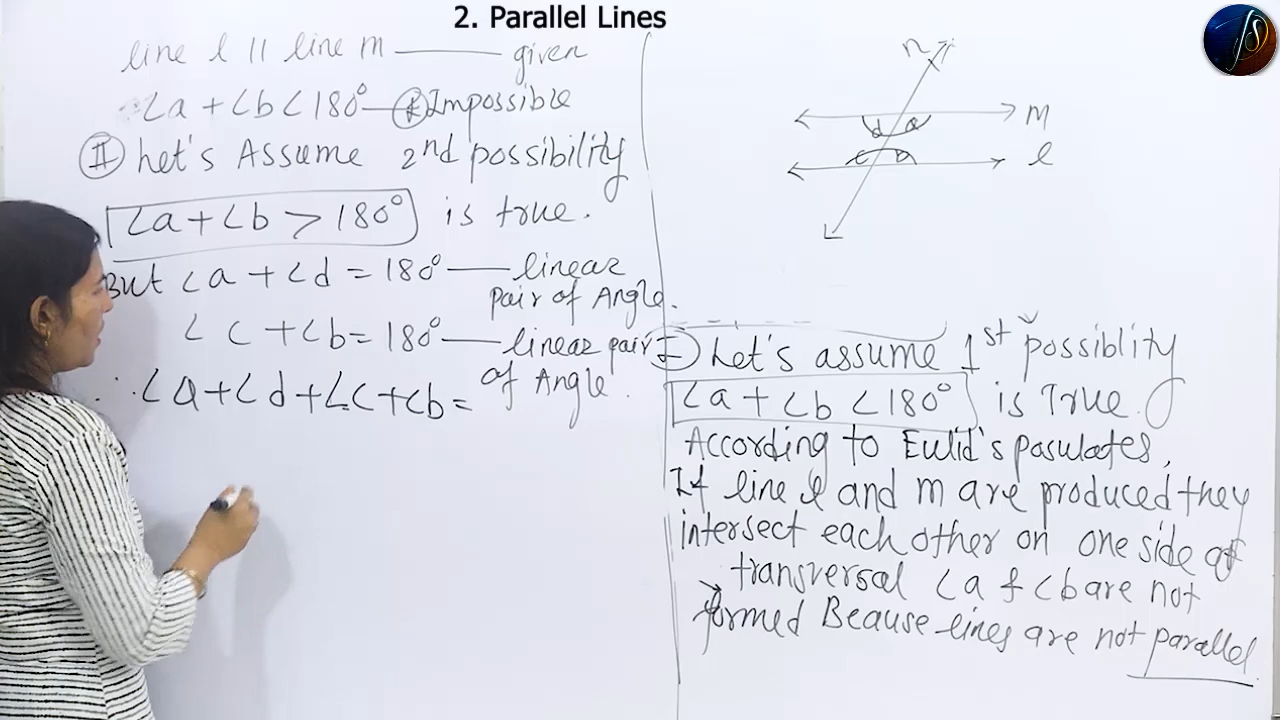 2. Parallel Lines
line l || line m — given
∠a + ∠b < 180° — Ⓘ Impossible
Ⓘ Let's Assume 2nd possibility
∠a + ∠b > 180° is true.
But ∠a + ∠d = 180° — linear
pair of Angle.
∠c + ∠b = 180° — linear pair
of Angle.
∴ ∠a + ∠d + ∠c + ∠b =
n
d a
m
c b
l
Ⓘ Let's assume 1st possiblity
∠a + ∠b < 180° is True.
According to Eulid's pasulates,
If line l and m are produced they
intersect each other on one side of
transversal ∠a & ∠b are not
formed Beause lines are not parallel.